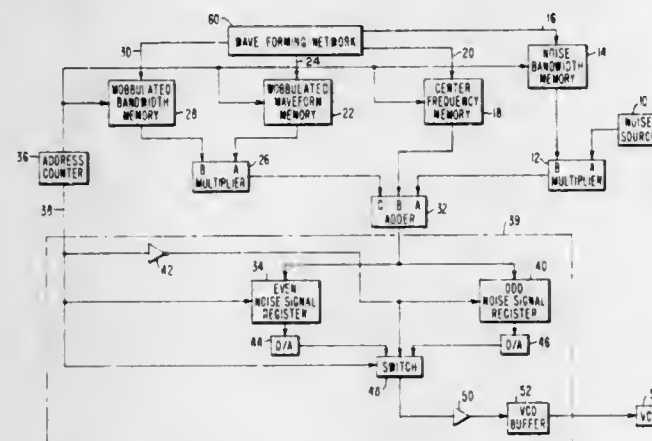 60
WAVE FORMING NETWORK
16
30
24
20
14
NOISE
BANDWIDTH
MEMORY
WOBBULATED
BANDWIDTH
MEMORY
28
WOBBULATED
WAVEFORM
MEMORY
22
CENTER
FREQUENCY
MEMORY
18
10
NOISE
SOURCE
36
ADDRESS
COUNTER
B A
MULTIPLIER
26
12
B A
MULTIPLIER
38
C B A
ADDER
32
39
42
34
EVEN
NOISE SIGNAL
REGISTER
40
ODD
NOISE SIGNAL
REGISTER
44
D/A
D/A
46
SWITCH
48
50
52
VCO
BUFFER